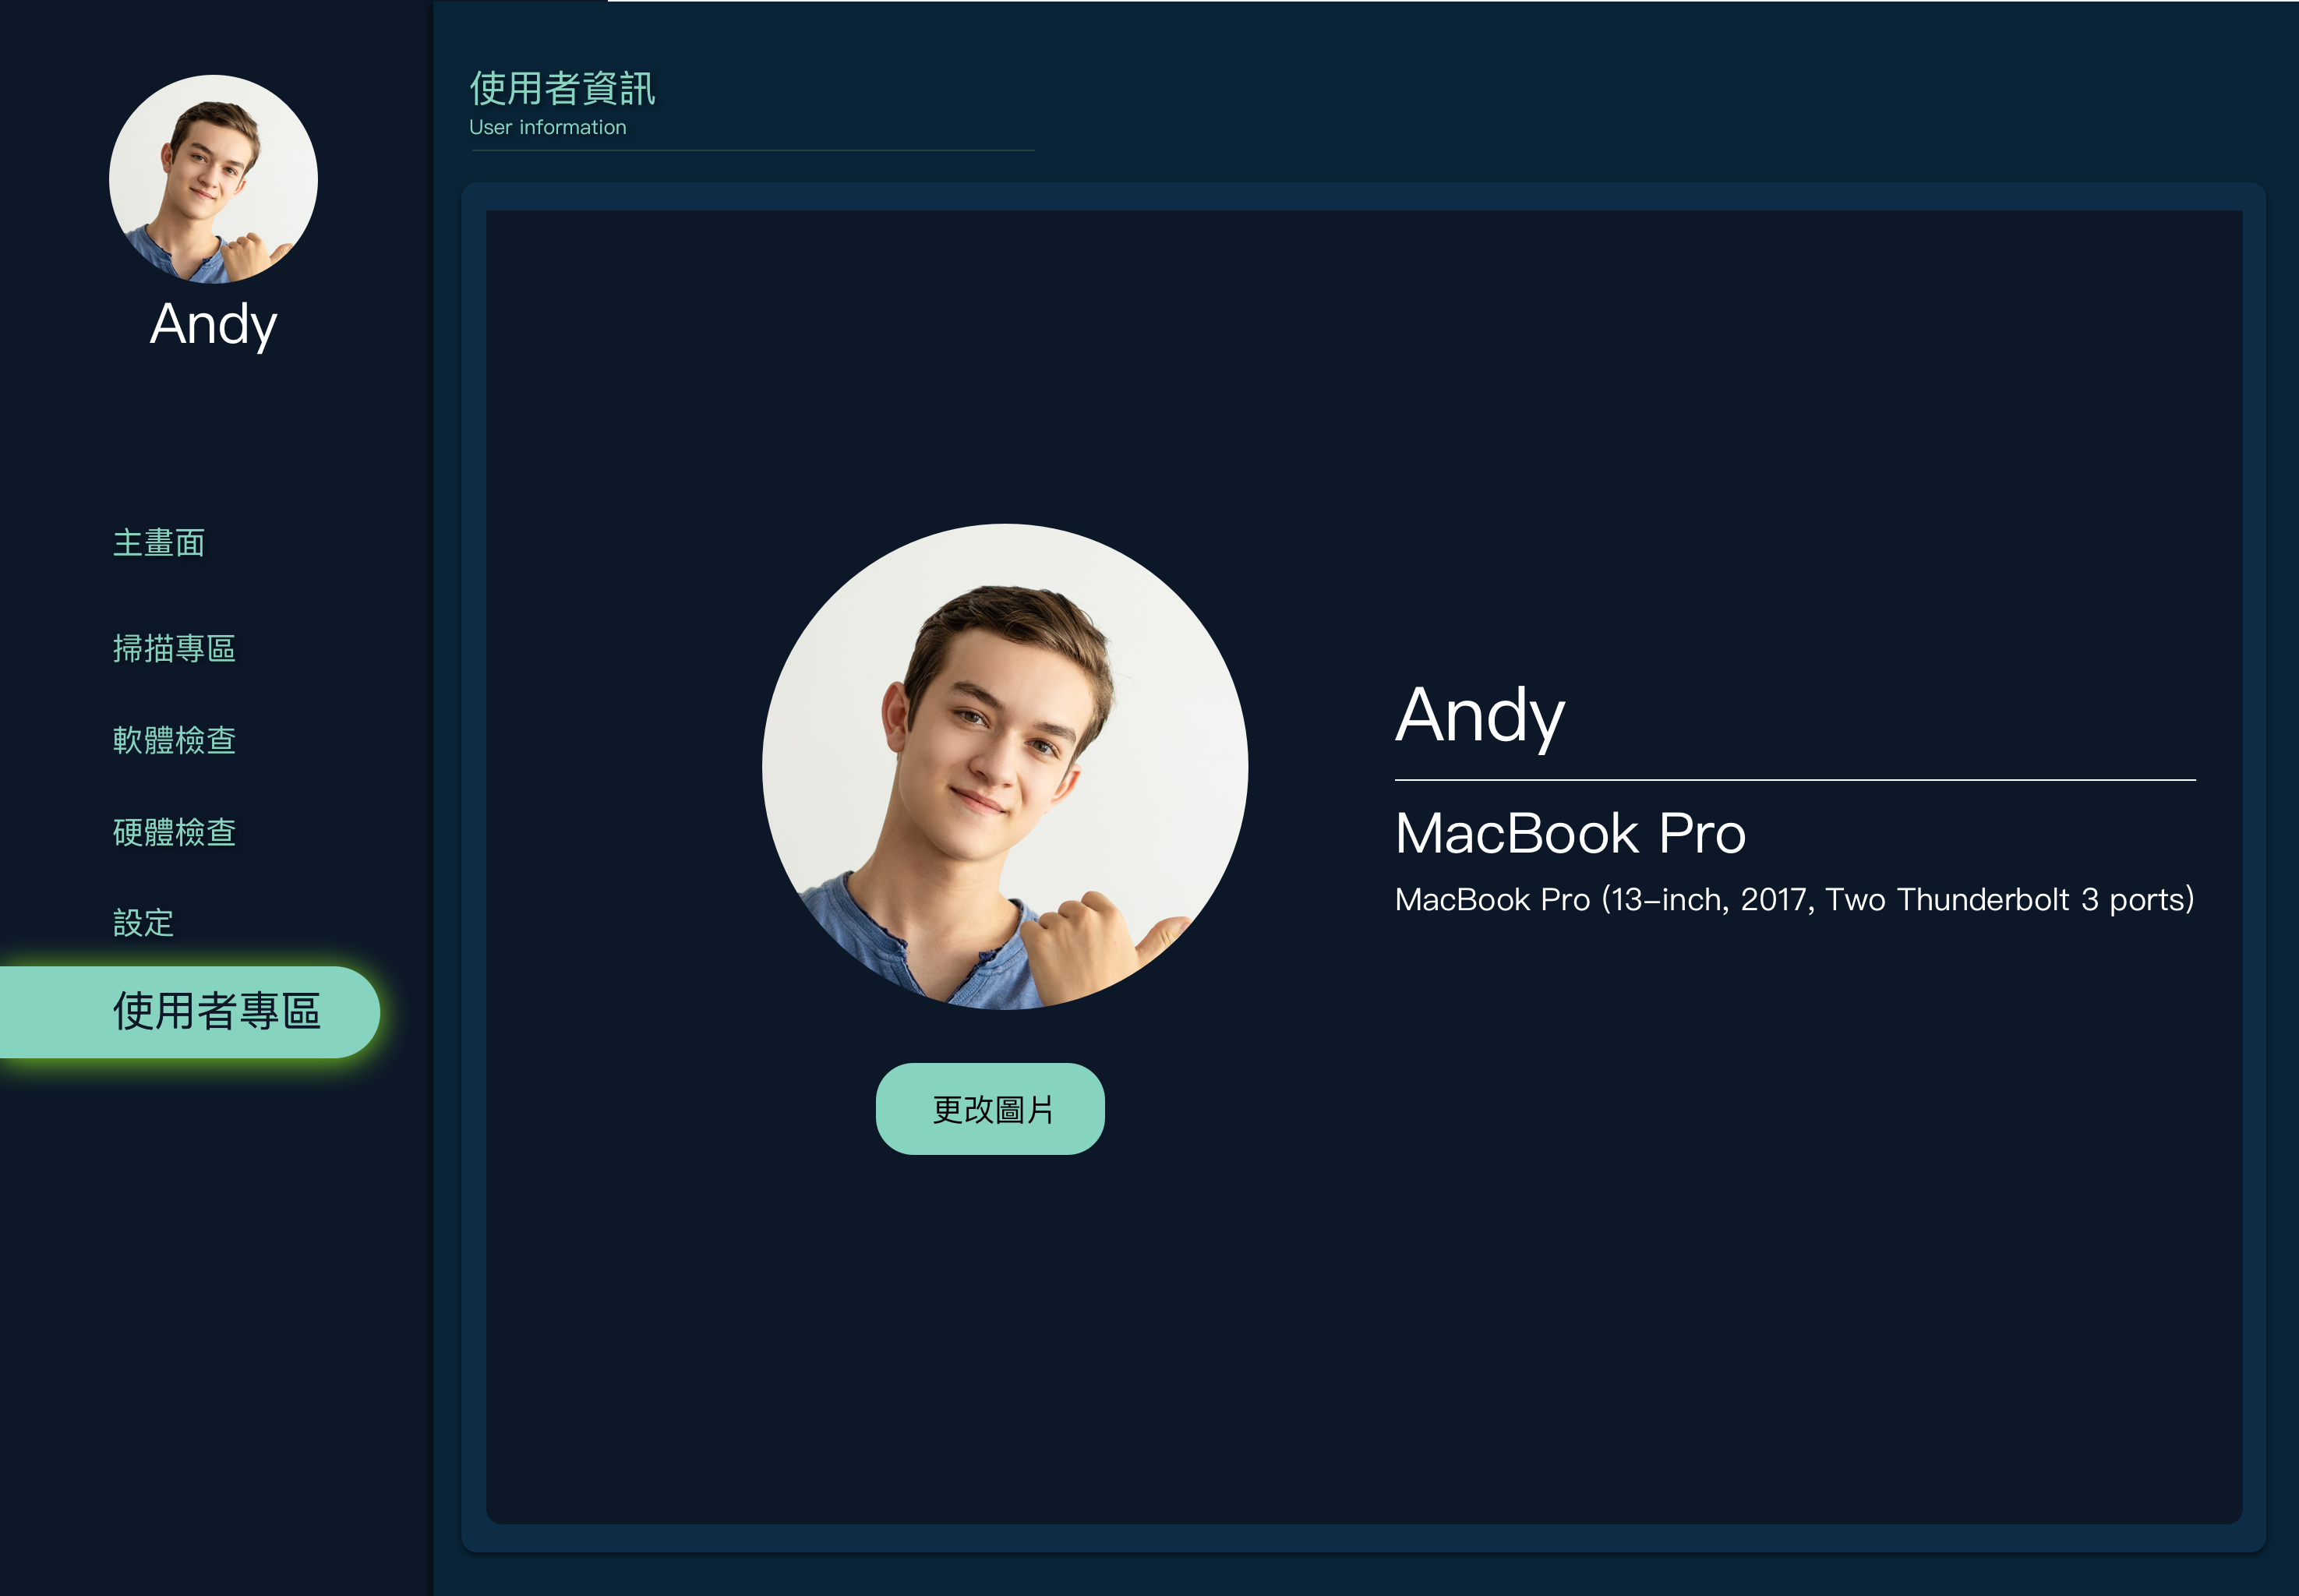 Andy
主畫面
掃描專區
軟體檢查
硬體檢查
設定
使用者專區
使用者資訊
User information
更改圖片
Andy
MacBook Pro
MacBook Pro (13-inch, 2017, Two Thunderbolt 3 ports)